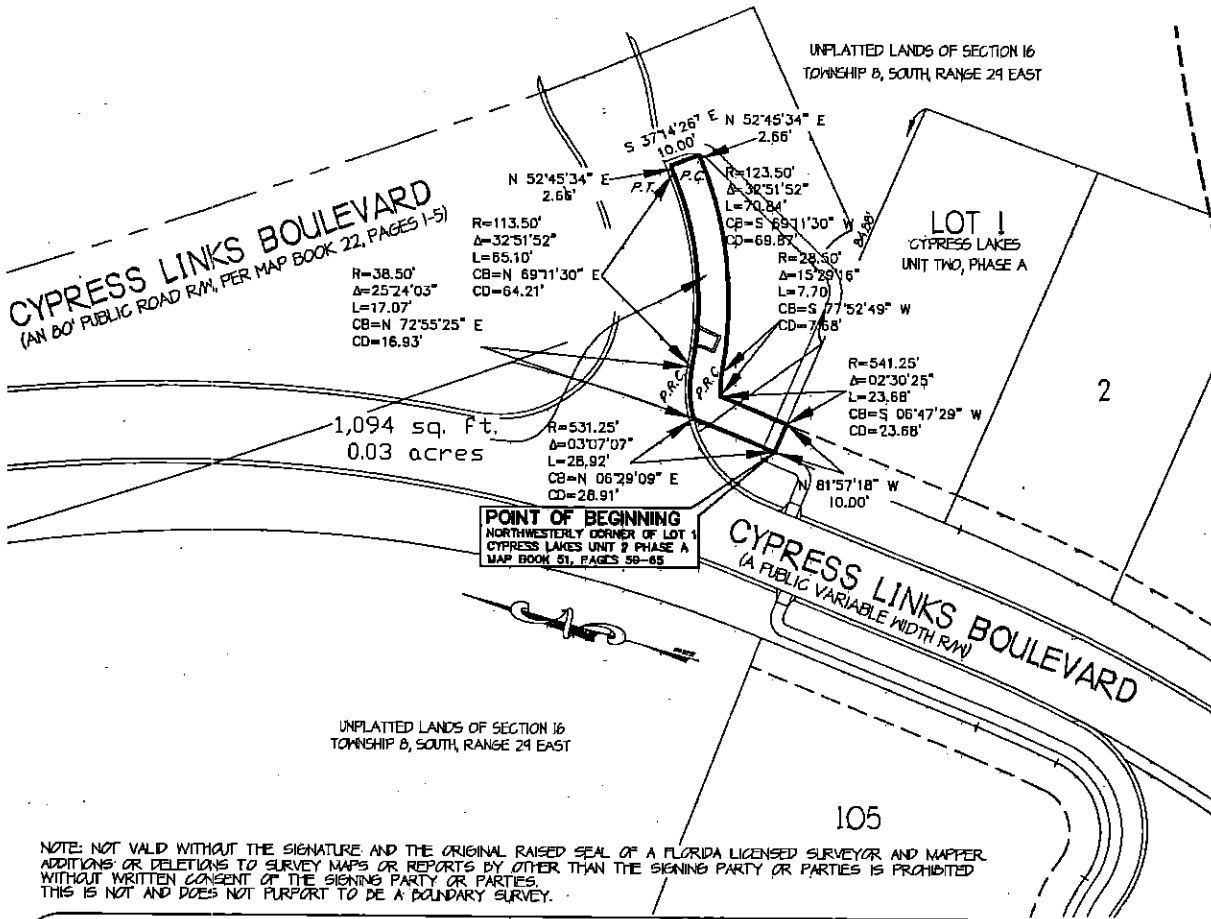 UNPLATTED LANDS OF SECTION 16
TOWNSHIP 8, SOUTH, RANGE 29 EAST
S 37°14'26" E
10.00'
N 52°45'34" E
2.66'
N 52°45'34" E
2.66'
P.T.
P.C.
R=123.50'
Δ=32°51'52"
L=70.84'
CB=S 69°11'30" W
CD=69.87'
R=113.50'
Δ=32°51'52"
L=65.10'
CB=N 69°11'30" E
CD=64.21'
CYPRESS LINKS BOULEVARD
(AN 80' PUBLIC ROAD R/W, PER MAP BOOK 22, PAGES 1-5)
R=38.50'
Δ=25°24'03"
L=17.07'
CB=N 72°55'25" E
CD=16.93'
R=28.50'
Δ=15°29'16"
L=7.70'
CB=S 77°52'49" W
CD=7.68'
84.88'
LOT 1
CYPRESS LAKES
UNIT TWO, PHASE A
2
P.R.C.
P.R.C.
R=541.25'
Δ=02°30'25"
L=23.68'
CB=S 06°47'29" W
CD=23.68'
1,094 sq. ft.
0.03 acres
R=531.25'
Δ=03°07'07"
L=28.92'
CB=N 06°29'09" E
CD=28.91'
N 81°57'18" W
10.00'
POINT OF BEGINNING
NORTHWESTERLY CORNER OF LOT 1
CYPRESS LAKES UNIT 2 PHASE A
MAP BOOK 51, PAGES 59-65
CYPRESS LINKS BOULEVARD
(A PUBLIC VARIABLE WIDTH R/W)
UNPLATTED LANDS OF SECTION 16
TOWNSHIP 8, SOUTH, RANGE 29 EAST
105
NOTE: NOT VALID WITHOUT THE SIGNATURE AND THE ORIGINAL RAISED SEAL OF A FLORIDA LICENSED SURVEYOR AND MAPPER
ADDITIONS OR DELETIONS TO SURVEY MAPS OR REPORTS BY OTHER THAN THE SIGNING PARTY OR PARTIES IS PROHIBITED
WITHOUT WRITTEN CONSENT OF THE SIGNING PARTY OR PARTIES.
THIS IS NOT AND DOES NOT PURPORT TO BE A BOUNDARY SURVEY.